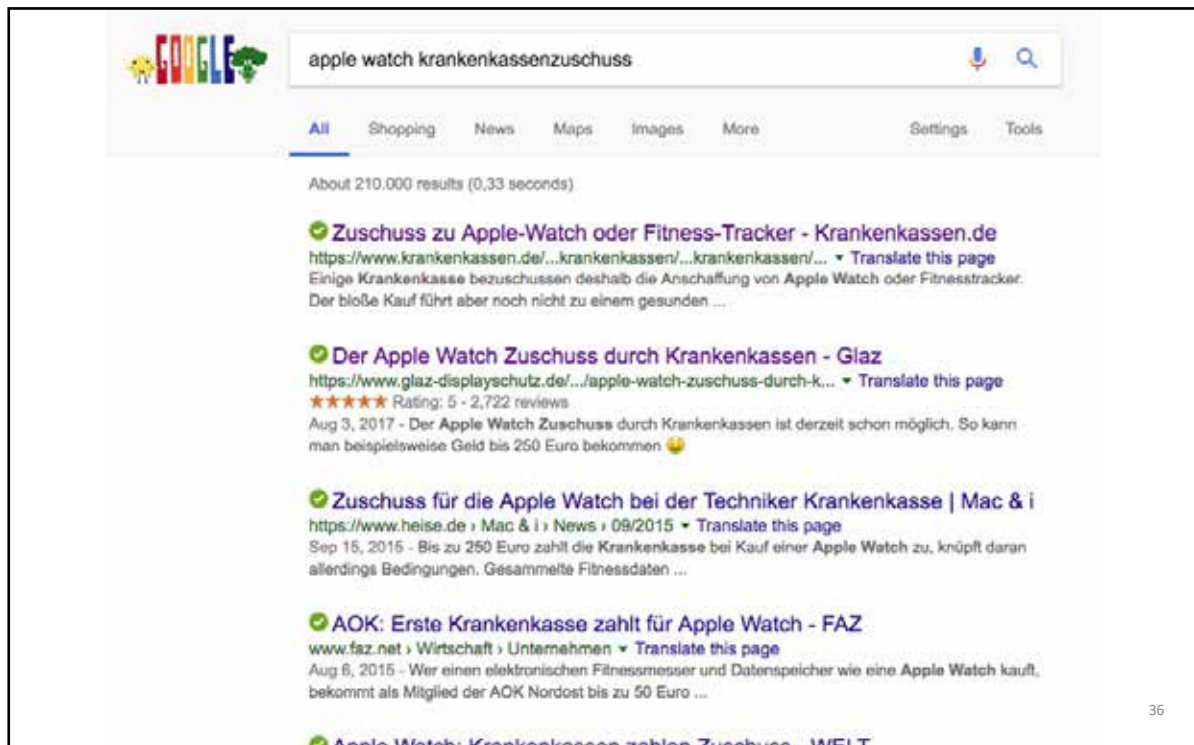 GOOGLE
apple watch krankenkassenzuschuss
All Shopping News Maps Images More Settings Tools
About 210.000 results (0,33 seconds)
Zuschuss zu Apple-Watch oder Fitness-Tracker - Krankenkassen.de
https://www.krankenkassen.de/...krankenkassen/...krankenkassen/... ▾ Translate this page
Einige Krankenkasse bezuschussen deshalb die Anschaffung von Apple Watch oder Fitnesstracker.
Der bloße Kauf führt aber noch nicht zu einem gesunden ...
Der Apple Watch Zuschuss durch Krankenkassen - Glaz
https://www.glaz-displayschutz.de/.../apple-watch-zuschuss-durch-k... ▾ Translate this page
★★★★★ Rating: 5 - 2,722 reviews
Aug 3, 2017 - Der Apple Watch Zuschuss durch Krankenkassen ist derzeit schon möglich. So kann
man beispielsweise Geld bis 250 Euro bekommen 🤑
Zuschuss für die Apple Watch bei der Techniker Krankenkasse | Mac & i
https://www.heise.de › Mac & i › News › 09/2015 ▾ Translate this page
Sep 15, 2015 - Bis zu 250 Euro zahlt die Krankenkasse bei Kauf einer Apple Watch zu, knüpft daran
allerdings Bedingungen. Gesammelte Fitnessdaten ...
AOK: Erste Krankenkasse zahlt für Apple Watch - FAZ
www.faz.net › Wirtschaft › Unternehmen ▾ Translate this page
Aug 6, 2015 - Wer einen elektronischen Fitnessmesser und Datenspeicher wie eine Apple Watch kauft,
bekommt als Mitglied der AOK Nordost bis zu 50 Euro ...
Apple Watch: Krankenkassen zahlen Zuschuss - WELT
36